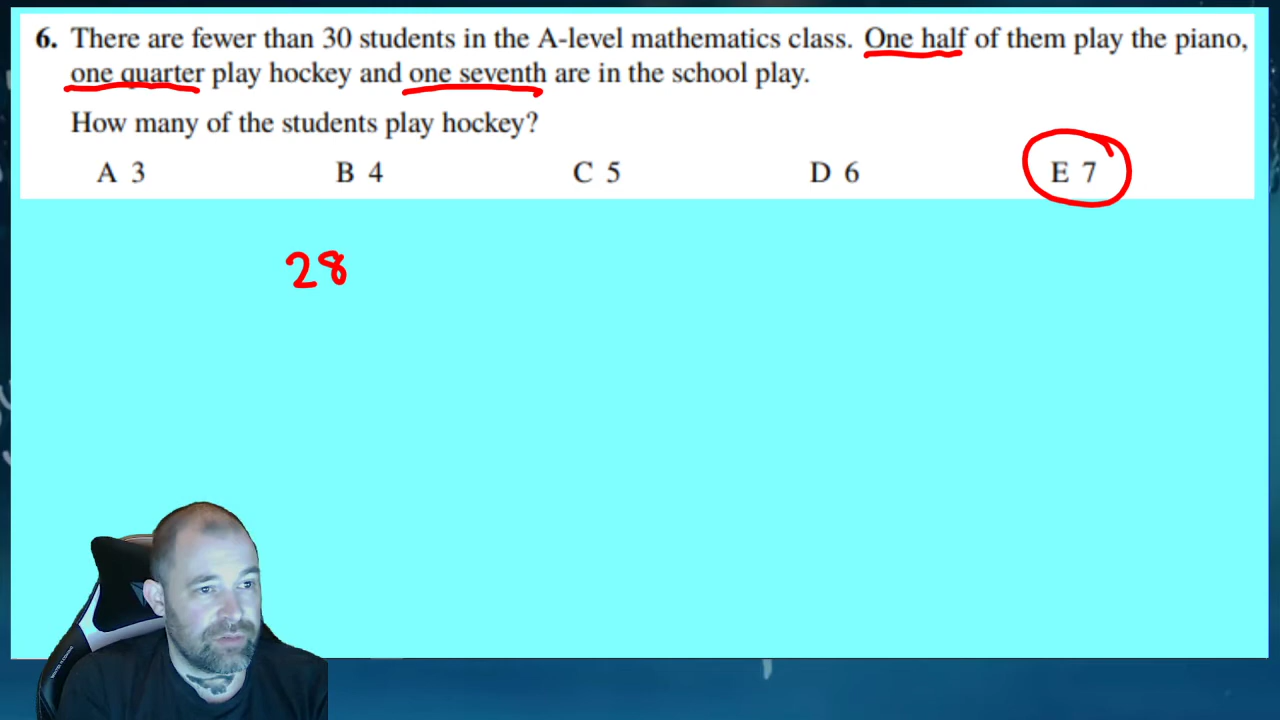 6. There are fewer than 30 students in the A-level mathematics class. One half of them play the piano,
one quarter play hockey and one seventh are in the school play.
How many of the students play hockey?
A 3 B 4 C 5 D 6 E 7
28